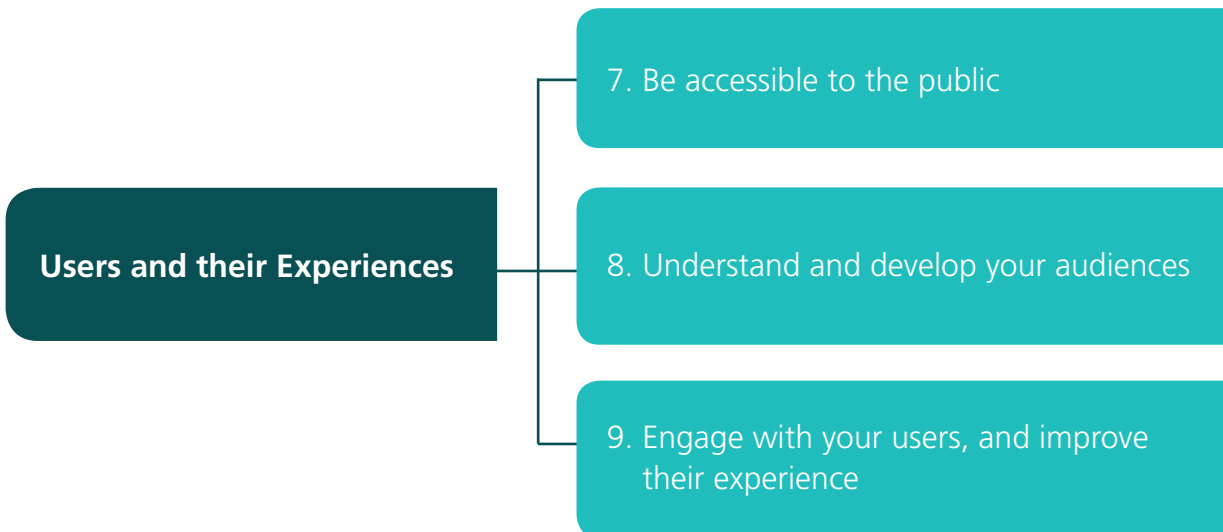 7. Be accessible to the public
Users and their Experiences
8. Understand and develop your audiences
9. Engage with your users, and improve
their experience